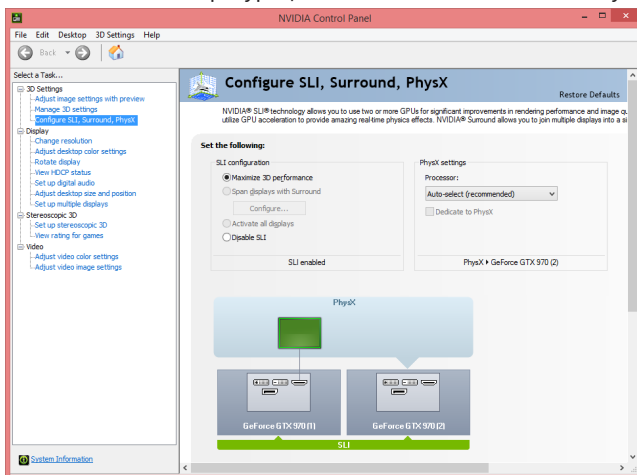 NVIDIA Control Panel
File Edit Desktop 3D Settings Help
Back
Select a Task...
3D Settings
Adjust image settings with preview
Manage 3D settings
Configure SLI, Surround, PhysX
Display
Change resolution
Adjust desktop color settings
Rotate display
View HDCP status
Set up digital audio
Adjust desktop size and position
Set up multiple displays
Stereoscopic 3D
Set up stereoscopic 3D
View rating for games
Video
Adjust video color settings
Adjust video image settings
System Information
Configure SLI, Surround, PhysX
Restore Defaults
NVIDIA® SLI® technology allows you to use two or more GPUs for significant improvements in rendering performance and image
utilize GPU acceleration to provide amazing real-time physics effects. NVIDIA® Surround allows you to join multiple displays into a
Set the following:
SLI configuration
Maximize 3D performance
Span displays with Surround
Configure...
Activate all displays
Disable SLI
SLI enabled
PhysX settings
Processor:
Auto-select (recommended)
Dedicate to PhysX
PhysX GeForce GTX 970 (2)
PhysX
GeForce GTX 970 (1)
GeForce GTX 970 (2)
SLI